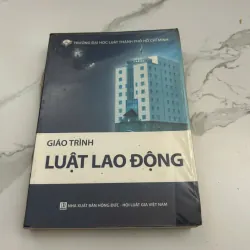 TRƯỜNG ĐẠI HỌC LUẬT THÀNH PHỐ HỒ CHÍ MINH
GIÁO TRÌNH
LUẬT LAO ĐỘNG
NHÀ XUẤT BẢN HỒNG ĐỨC - HỘI LUẬT GIA VIỆT NAM